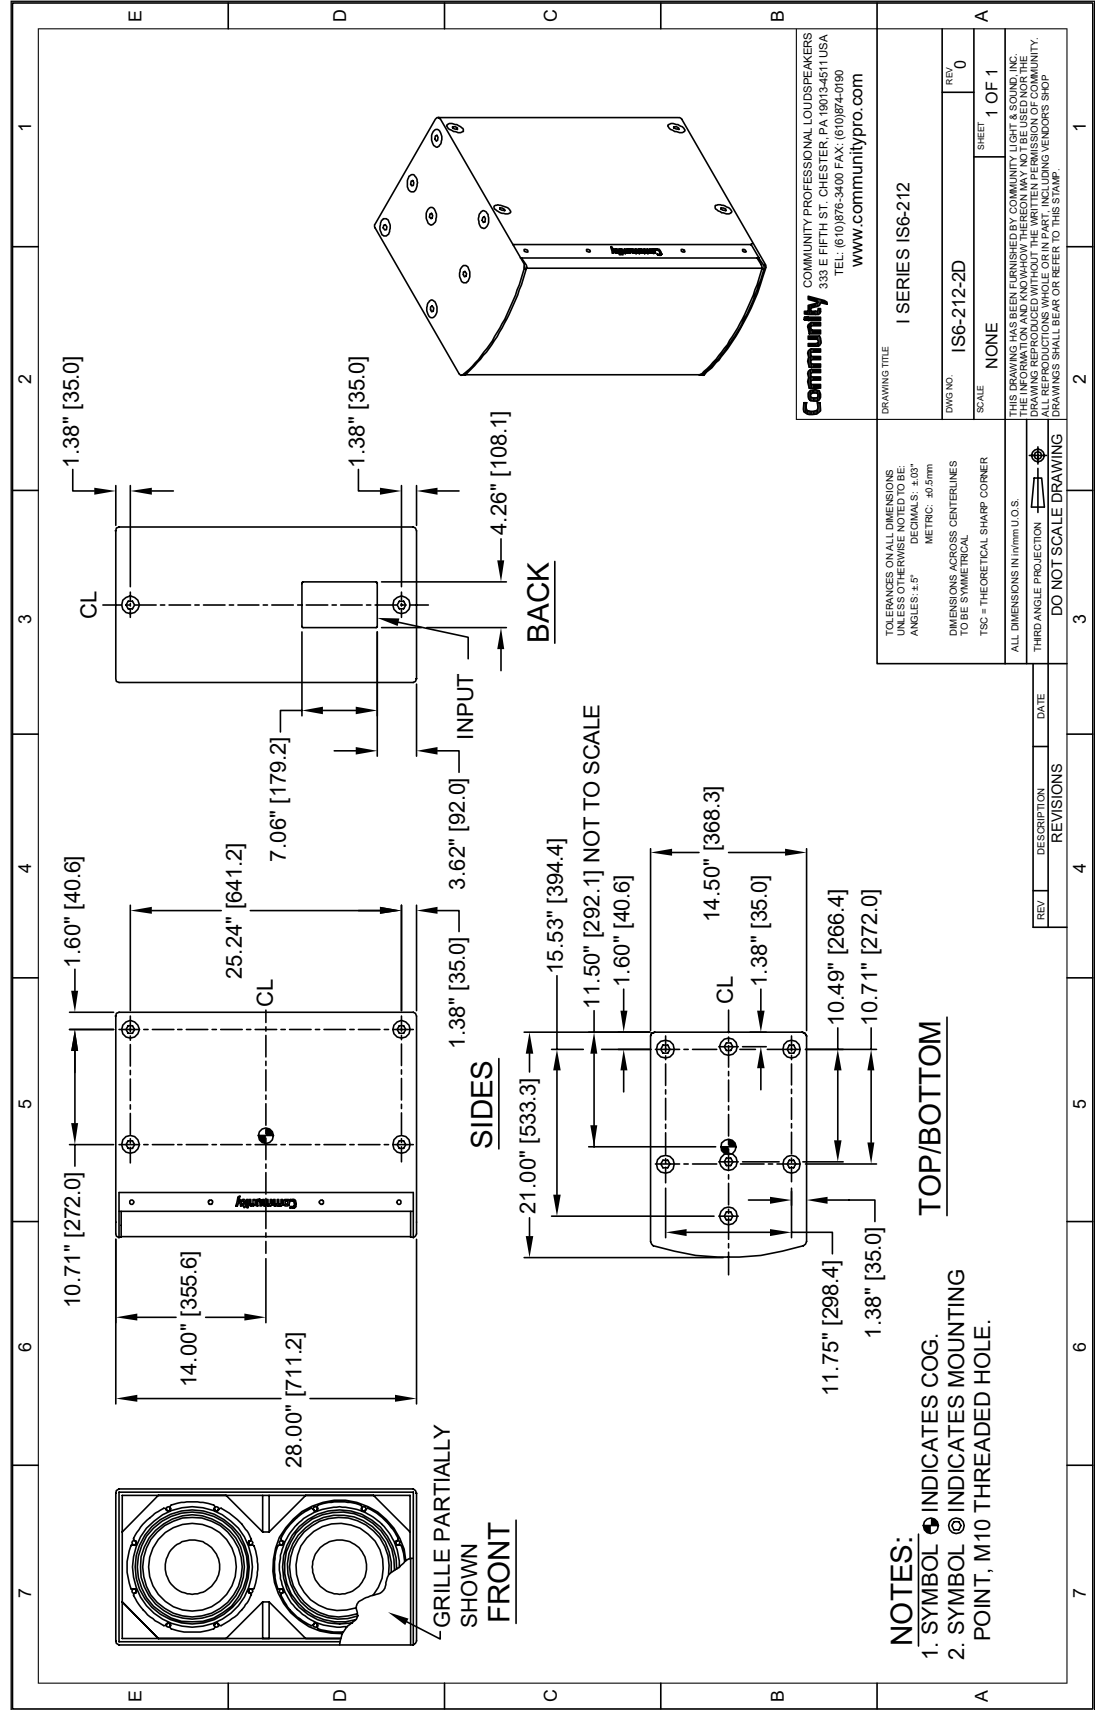 7
6
5
4
3
2
1
E
D
C
B
A
E
D
C
B
A
7
6
5
4
3
2
1
GRILLE PARTIALLY
SHOWN
FRONT
28.00" [711.2]
14.00" [355.6]
10.71" [272.0]
1.60" [40.6]
25.24" [641.2]
CL
Community
1.38" [35.0]
SIDES
CL
1.38" [35.0]
1.38" [35.0]
7.06" [179.2]
INPUT
3.62" [92.0]
4.26" [108.1]
BACK
Community
21.00" [533.3]
15.53" [394.4]
11.50" [292.1] NOT TO SCALE
1.60" [40.6]
14.50" [368.3]
CL
1.38" [35.0]
10.49" [266.4]
10.71" [272.0]
11.75" [298.4]
1.38" [35.0]
TOP/BOTTOM
NOTES:
1. SYMBOL INDICATES COG.
2. SYMBOL INDICATES MOUNTING
POINT, M10 THREADED HOLE.
REV DESCRIPTION DATE
REVISIONS
TOLERANCES ON ALL DIMENSIONS
UNLESS OTHERWISE NOTED TO BE:
ANGLES: ±.5° DECIMALS: ±.03"
METRIC: ±0.5mm
DIMENSIONS ACROSS CENTERLINES
TO BE SYMMETRICAL
TSC = THEORETICAL SHARP CORNER
ALL DIMENSIONS IN in/mm U.O.S.
THIRD ANGLE PROJECTION
DO NOT SCALE DRAWING
Community
COMMUNITY PROFESSIONAL LOUDSPEAKERS
333 E FIFTH ST. CHESTER, PA 19013-4511 USA
TEL: (610)876-3400 FAX: (610)874-0190
www.communitypro.com
DRAWING TITLE
I SERIES IS6-212
DWG NO. IS6-212-2D
REV 0
SCALE NONE
SHEET 1 OF 1
THIS DRAWING HAS BEEN FURNISHED BY COMMUNITY LIGHT & SOUND, INC.
THE INFORMATION AND KNOW-HOW THEREON MAY NOT BE USED NOR THE
DRAWING REPRODUCED WITHOUT THE WRITTEN PERMISSION OF COMMUNITY.
ALL REPRODUCTIONS WHOLE OR IN PART, INCLUDING VENDOR'S SHOP
DRAWINGS SHALL BEAR OR REFER TO THIS STAMP.